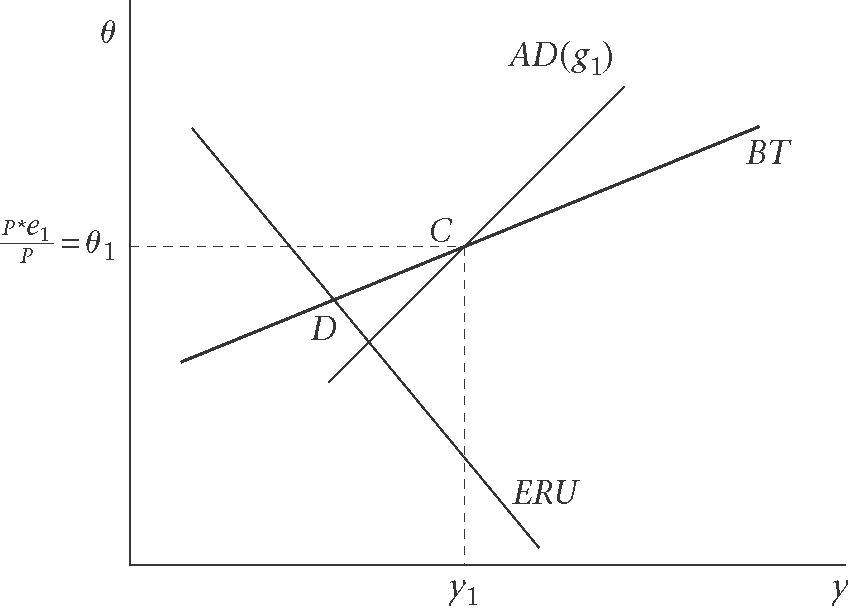 θ
AD(g₁)
BT
C
P*e₁/P = θ₁
D
ERU
y₁
y